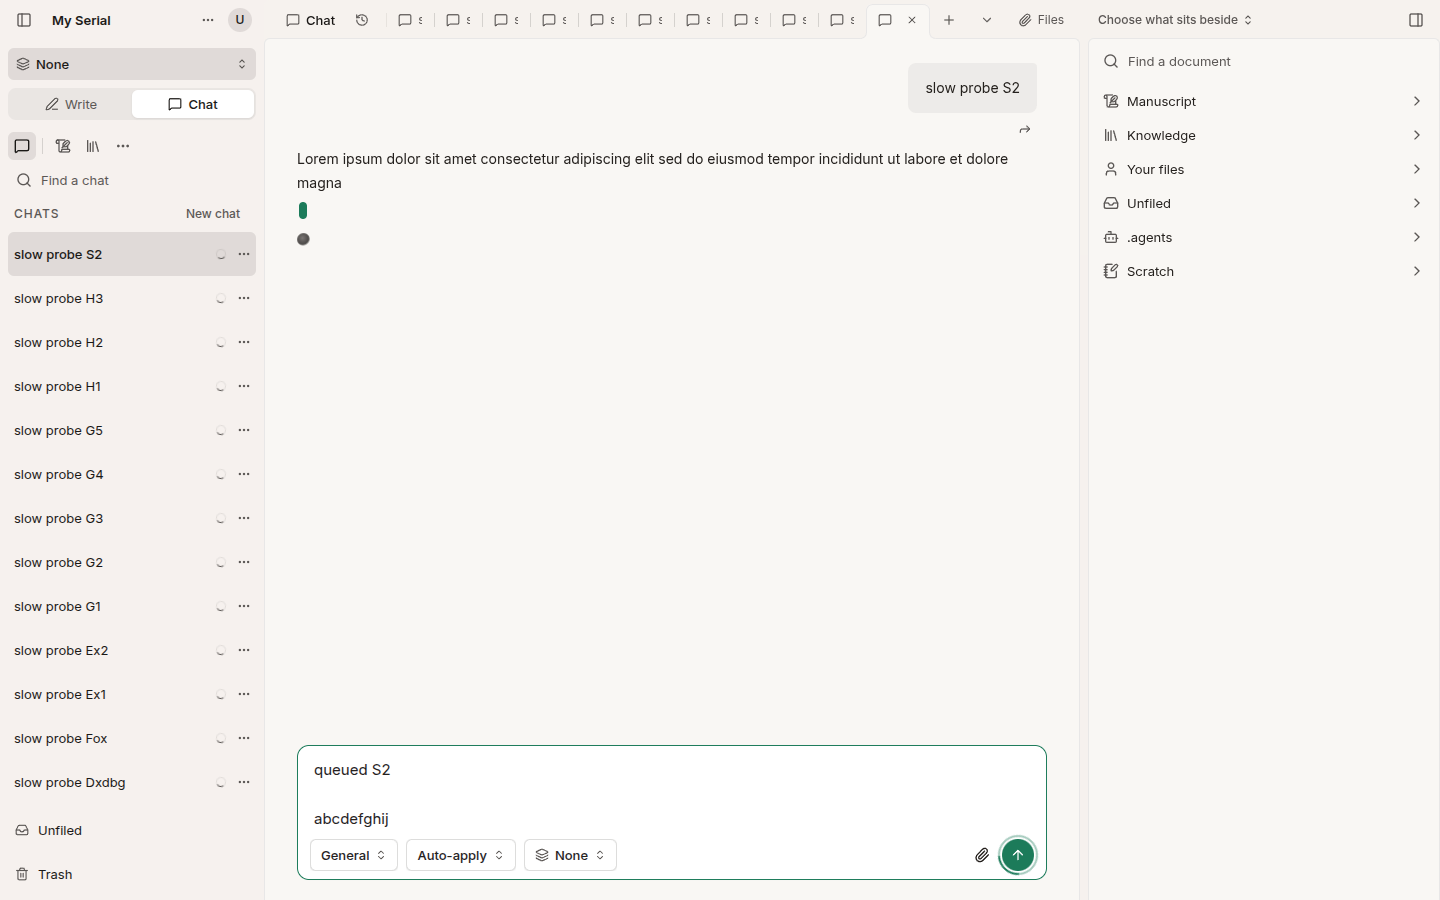 My Serial
U
None
Write
Chat
Find a chat
CHATS
New chat
slow probe S2
slow probe H3
slow probe H2
slow probe H1
slow probe G5
slow probe G4
slow probe G3
slow probe G2
slow probe G1
slow probe Ex2
slow probe Ex1
slow probe Fox
slow probe Dxdbg
Unfiled
Trash
Chat
Files
slow probe S2
Lorem ipsum dolor sit amet consectetur adipiscing elit sed do eiusmod tempor incididunt ut labore et dolore
magna
queued S2
abcdefghij
General
Auto-apply
None
Choose what sits beside
Find a document
Manuscript
Knowledge
Your files
Unfiled
.agents
Scratch